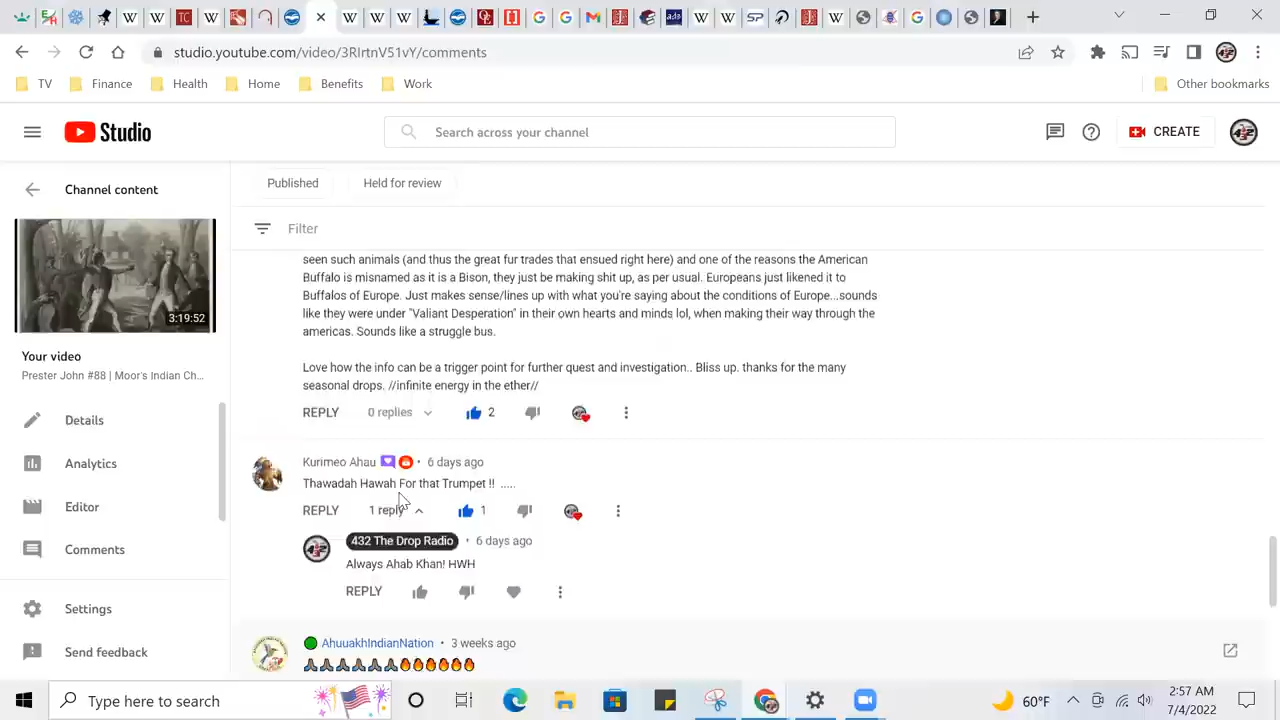 studio.youtube.com/video/3RIrtnV51vY/comments
TV Finance Health Home Benefits Work Other bookmarks
Studio Search across your channel CREATE
Channel content
3:19:52
Your video
Prester John #88 | Moor's Indian Ch...
Details
Analytics
Editor
Comments
Settings
Send feedback
Published Held for review
Filter
seen such animals (and thus the great fur trades that ensued right here) and one of the reasons the American
Buffalo is misnamed as it is a Bison, they just be making shit up, as per usual. Europeans just likened it to
Buffalos of Europe. Just makes sense/lines up with what you're saying about the conditions of Europe...sounds
like they were under "Valiant Desperation" in their own hearts and minds lol, when making their way through the
americas. Sounds like a struggle bus.
Love how the info can be a trigger point for further quest and investigation.. Bliss up. thanks for the many
seasonal drops. //infinite energy in the ether//
REPLY 0 replies 2
Kurimeo Ahau • 6 days ago
Thawadah Hawah For that Trumpet !! .....
REPLY 1 reply 1
432 The Drop Radio • 6 days ago
Always Ahab Khan! HWH
REPLY
AhuuakhIndianNation • 3 weeks ago
Type here to search
60°F
2:57 AM
7/4/2022